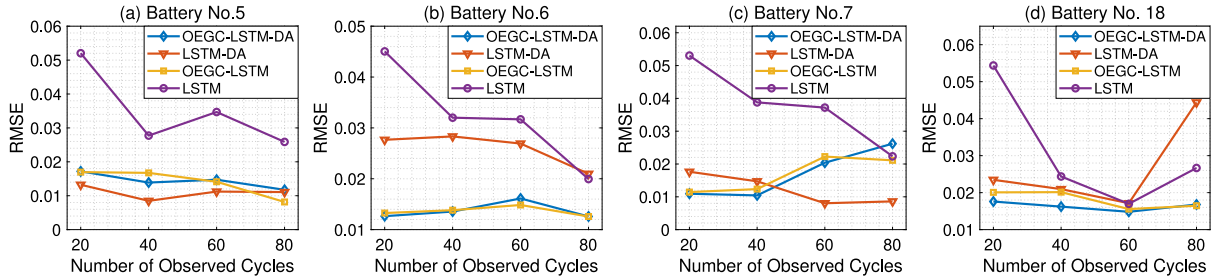 (a) Battery No.5
0.06
0.05
0.04
0.03
0.02
0.01
0
RMSE
OEGC-LSTM-DA
LSTM-DA
OEGC-LSTM
LSTM
20 40 60 80
Number of Observed Cycles
(b) Battery No.6
0.05
0.04
0.03
0.02
0.01
RMSE
OEGC-LSTM-DA
LSTM-DA
OEGC-LSTM
LSTM
20 40 60 80
Number of Observed Cycles
(c) Battery No.7
0.06
0.05
0.04
0.03
0.02
0.01
0
RMSE
OEGC-LSTM-DA
LSTM-DA
OEGC-LSTM
LSTM
20 40 60 80
Number of Observed Cycles
(d) Battery No. 18
0.06
0.05
0.04
0.03
0.02
0.01
RMSE
OEGC-LSTM-DA
LSTM-DA
OEGC-LSTM
LSTM
20 40 60 80
Number of Observed Cycles